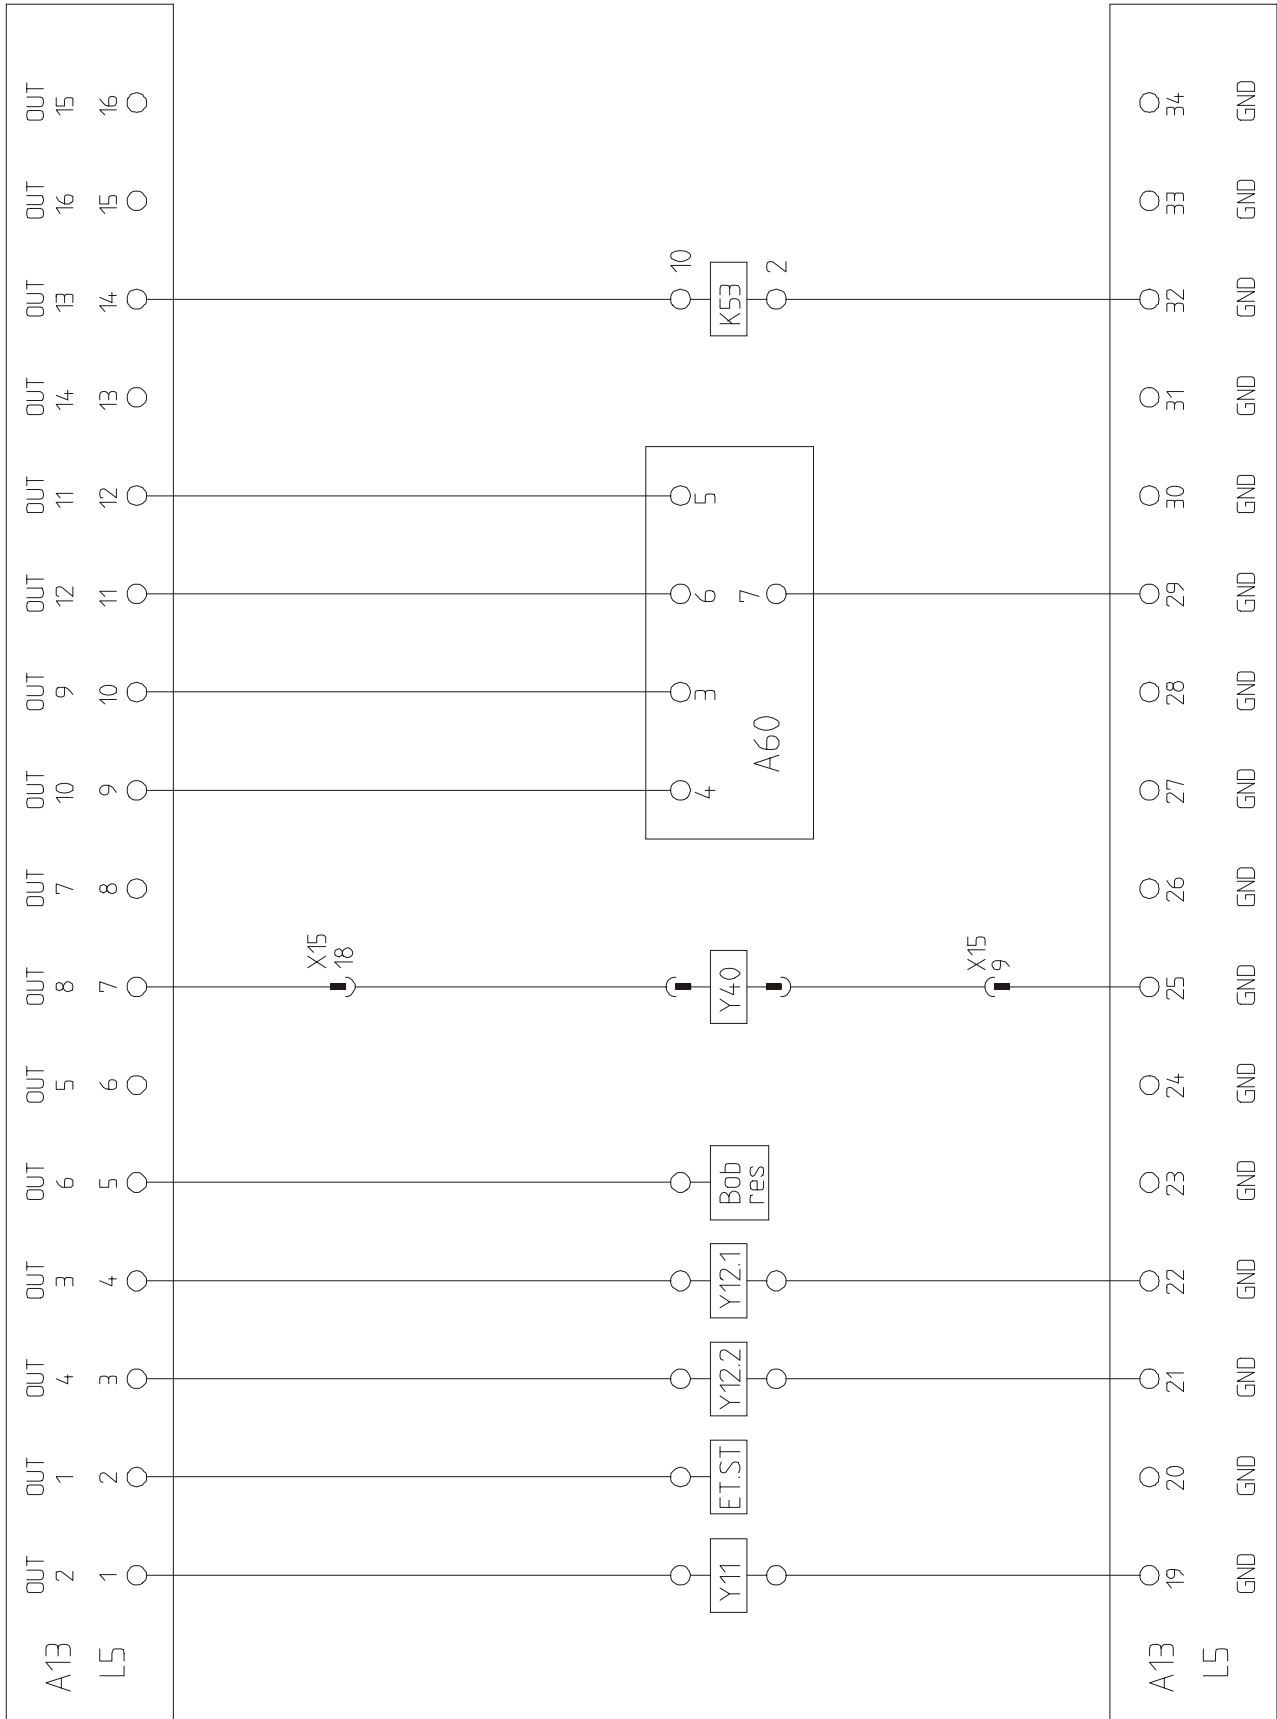 OUT OUT OUT OUT OUT OUT OUT OUT OUT OUT OUT OUT OUT OUT OUT OUT
A13 2 1 4 3 6 5 8 7 10 9 12 11 14 13 16 15
L5 1 2 3 4 5 6 7 8 9 10 11 12 13 14 15 16
X15
18
10
4 3 6 5
Y11 ET.ST Y12.2 Y12.1 Bob Y40 K53
res
7
A60
2
X15
9
A13 19 20 21 22 23 24 25 26 27 28 29 30 31 32 33 34
L5
GND GND GND GND GND GND GND GND GND GND GND GND GND GND GND GND